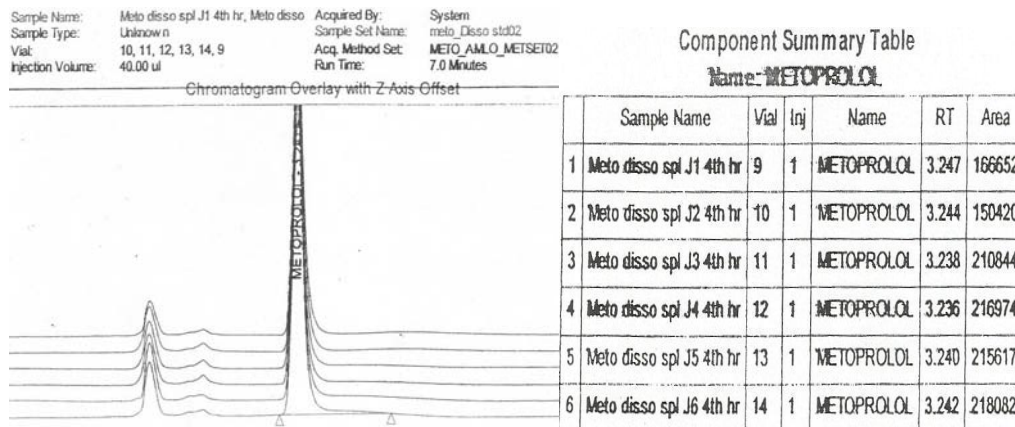 Sample Name: Meto disso spl J1 4th hr, Meto disso Acquired By: System
Sample Type: Unknown Sample Set Name: meto_Disso std02
Vial: 10, 11, 12, 13, 14, 9 Acq. Method Set: METO_AMLO_METSET02
Injection Volume: 40.00 ul Run Time: 7.0 Minutes
Chromatogram Overlay with Z Axis Offset
METOPROLOL
Component Summary Table
Name: METOPROLOL
Sample Name Vial Inj Name RT Area
1 Meto disso spl J1 4th hr 9 1 METOPROLOL 3.247 166652
2 Meto disso spl J2 4th hr 10 1 METOPROLOL 3.244 150420
3 Meto disso spl J3 4th hr 11 1 METOPROLOL 3.238 210844
4 Meto disso spl J4 4th hr 12 1 METOPROLOL 3.236 216974
5 Meto disso spl J5 4th hr 13 1 METOPROLOL 3.240 215617
6 Meto disso spl J6 4th hr 14 1 METOPROLOL 3.242 218082